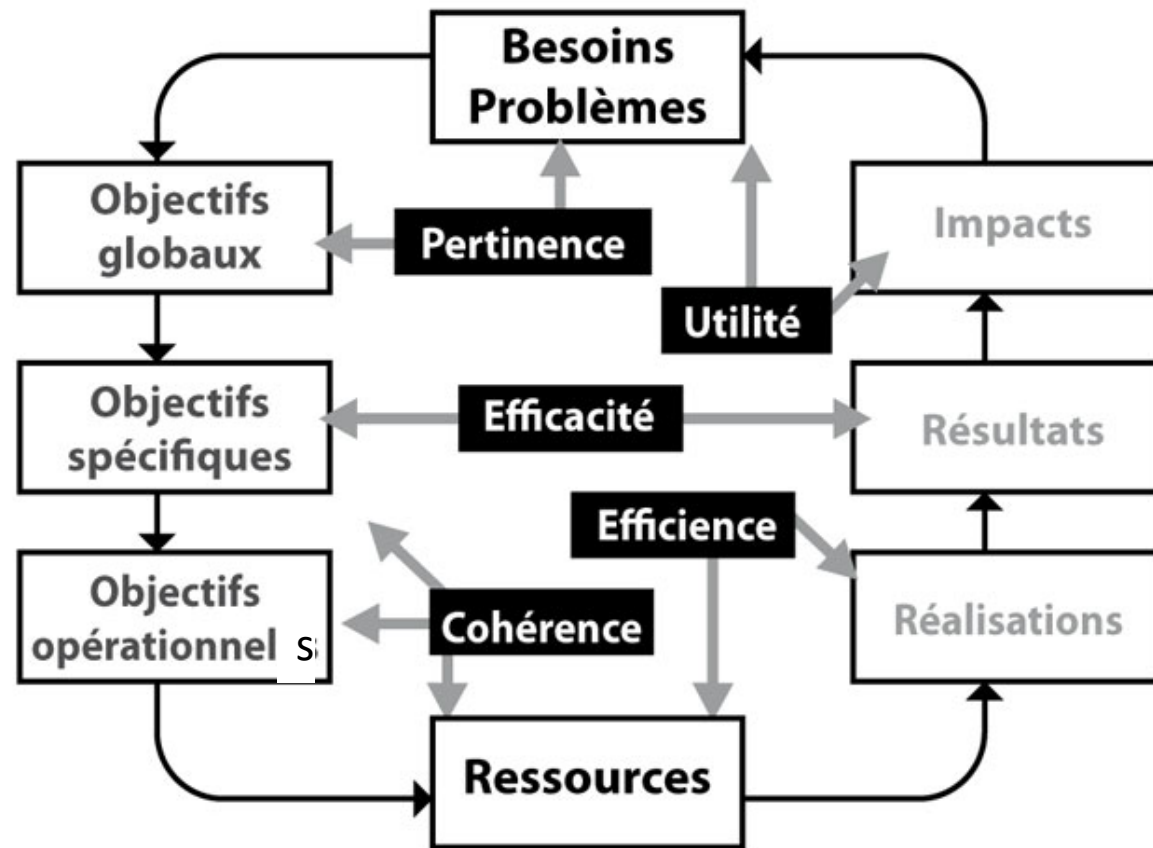 Besoins
Problèmes
Objectifs
globaux
Pertinence
Impacts
Utilité
Objectifs
spécifiques
Efficacité
Résultats
Efficience
Objectifs
opérationnel s
Cohérence
Réalisations
Ressources